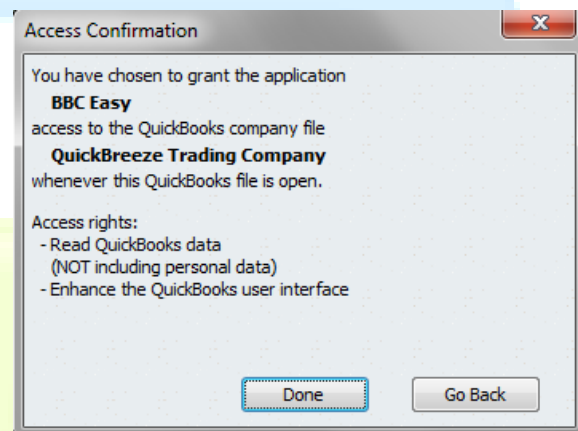 Access Confirmation
You have chosen to grant the application
BBC Easy
access to the QuickBooks company file
QuickBreeze Trading Company
whenever this QuickBooks file is open.
Access rights:
- Read QuickBooks data
(NOT including personal data)
- Enhance the QuickBooks user interface
Done
Go Back